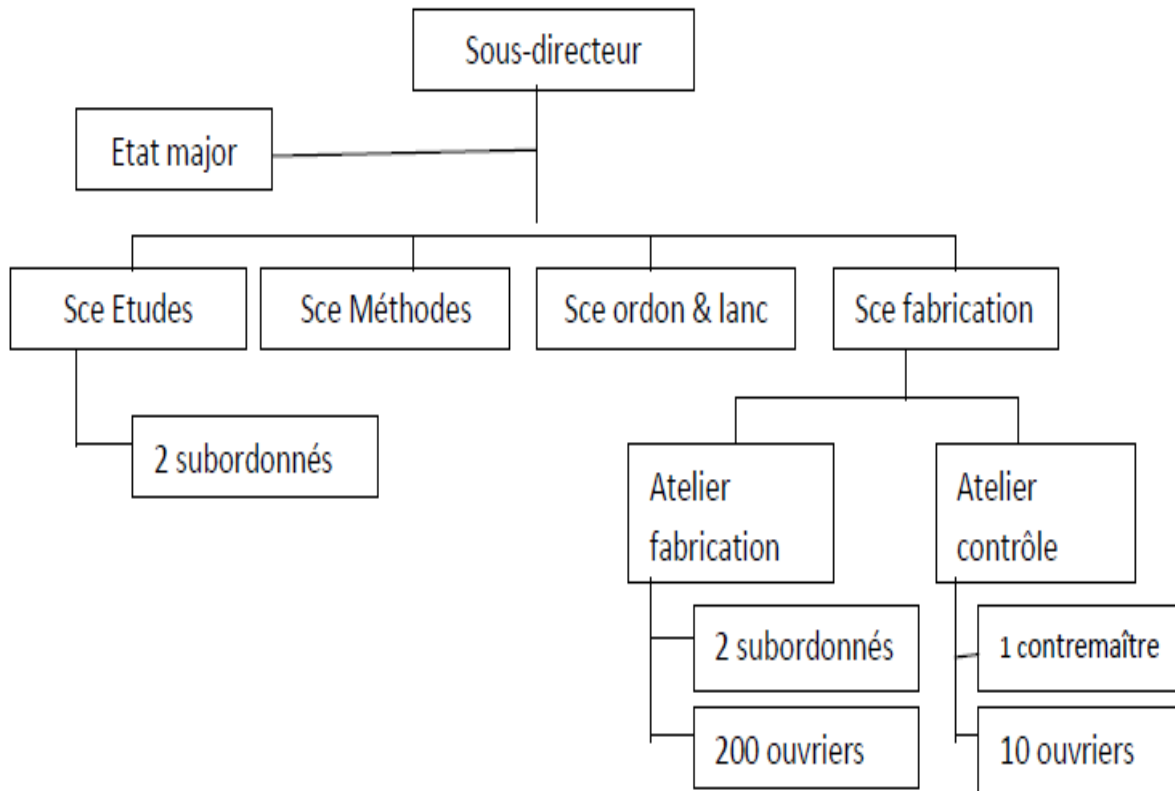 Sous-directeur
Etat major
Sce Etudes
Sce Méthodes
Sce ordon & lanc
Sce fabrication
2 subordonnés
Atelier
fabrication
Atelier
contrôle
2 subordonnés
1 contremaître
200 ouvriers
10 ouvriers